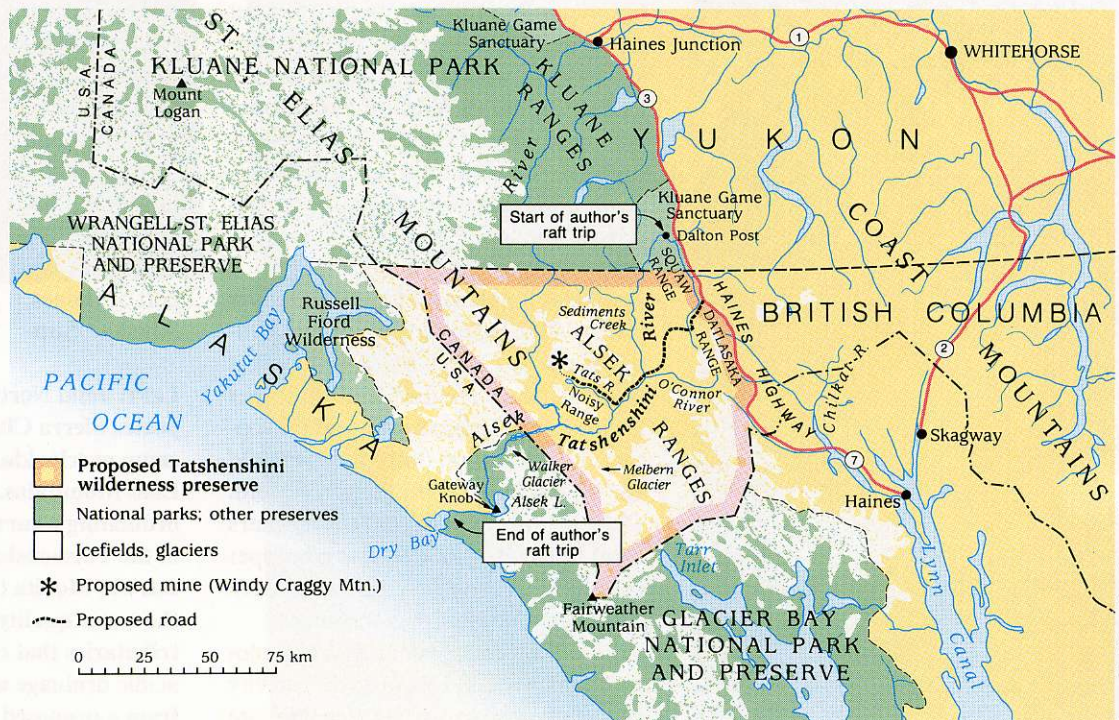 ST. ELIAS
MOUNTAINS
KLUANE NATIONAL PARK
U.S.A.
CANADA
Mount
Logan
Kluane Game
Sanctuary
Haines Junction
1
WHITEHORSE
KLUANE
RANGES
River
3
YUKON
WRANGELL-ST. ELIAS
NATIONAL PARK
AND PRESERVE
Start of author's
raft trip
Kluane Game
Sanctuary
Dalton Post
COAST
MOUNTAINS
ALASKA
Yakutat Bay
Russell
Fiord
Wilderness
SQUAW
RANGE
HAINES
HIGHWAY
BRITISH COLUMBIA
Sediments
Creek
River
DATLASAKA
RANGE
ALSEK
RANGES
CANADA
U.S.A.
Tats R.
Noisy
Range
Tatshenshini
O'Connor
River
Chilkat R.
2
PACIFIC
OCEAN
Alsek
Walker
Glacier
Melbern
Glacier
Skagway
7
Haines
Gateway
Knob
Alsek L.
Dry Bay
End of author's
raft trip
Tarr
Inlet
Lynn
Canal
Fairweather
Mountain
GLACIER BAY
NATIONAL PARK
AND PRESERVE
Proposed Tatshenshini
wilderness preserve
National parks; other preserves
Icefields, glaciers
Proposed mine (Windy Craggy Mtn.)
Proposed road
0 25 50 75 km